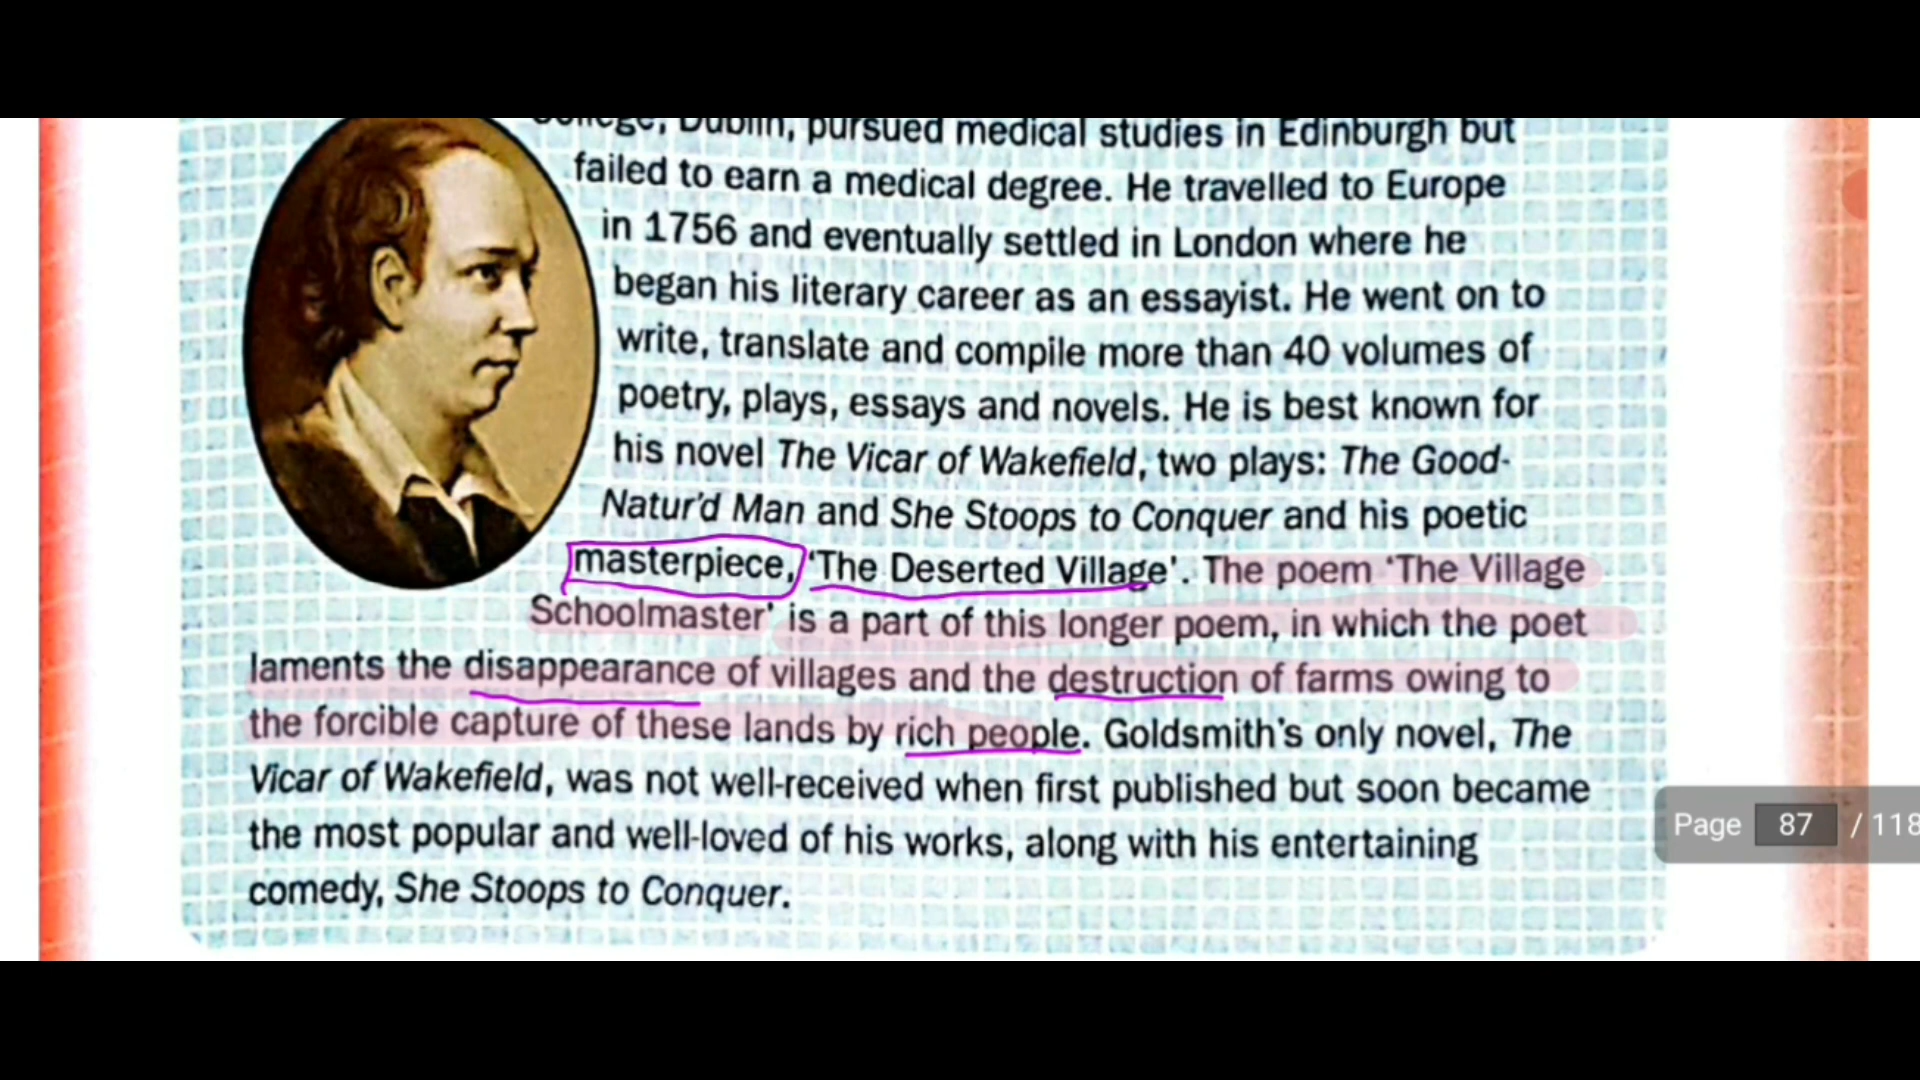 College, Dublin, pursued medical studies in Edinburgh but
failed to earn a medical degree. He travelled to Europe
in 1756 and eventually settled in London where he
began his literary career as an essayist. He went on to
write, translate and compile more than 40 volumes of
poetry, plays, essays and novels. He is best known for
his novel The Vicar of Wakefield, two plays: The Good-
Natur'd Man and She Stoops to Conquer and his poetic
masterpiece, 'The Deserted Village'. The poem 'The Village
Schoolmaster' is a part of this longer poem, in which the poet
laments the disappearance of villages and the destruction of farms owing to
the forcible capture of these lands by rich people. Goldsmith's only novel, The
Vicar of Wakefield, was not well-received when first published but soon became
the most popular and well-loved of his works, along with his entertaining
comedy, She Stoops to Conquer.
Page 87 / 118